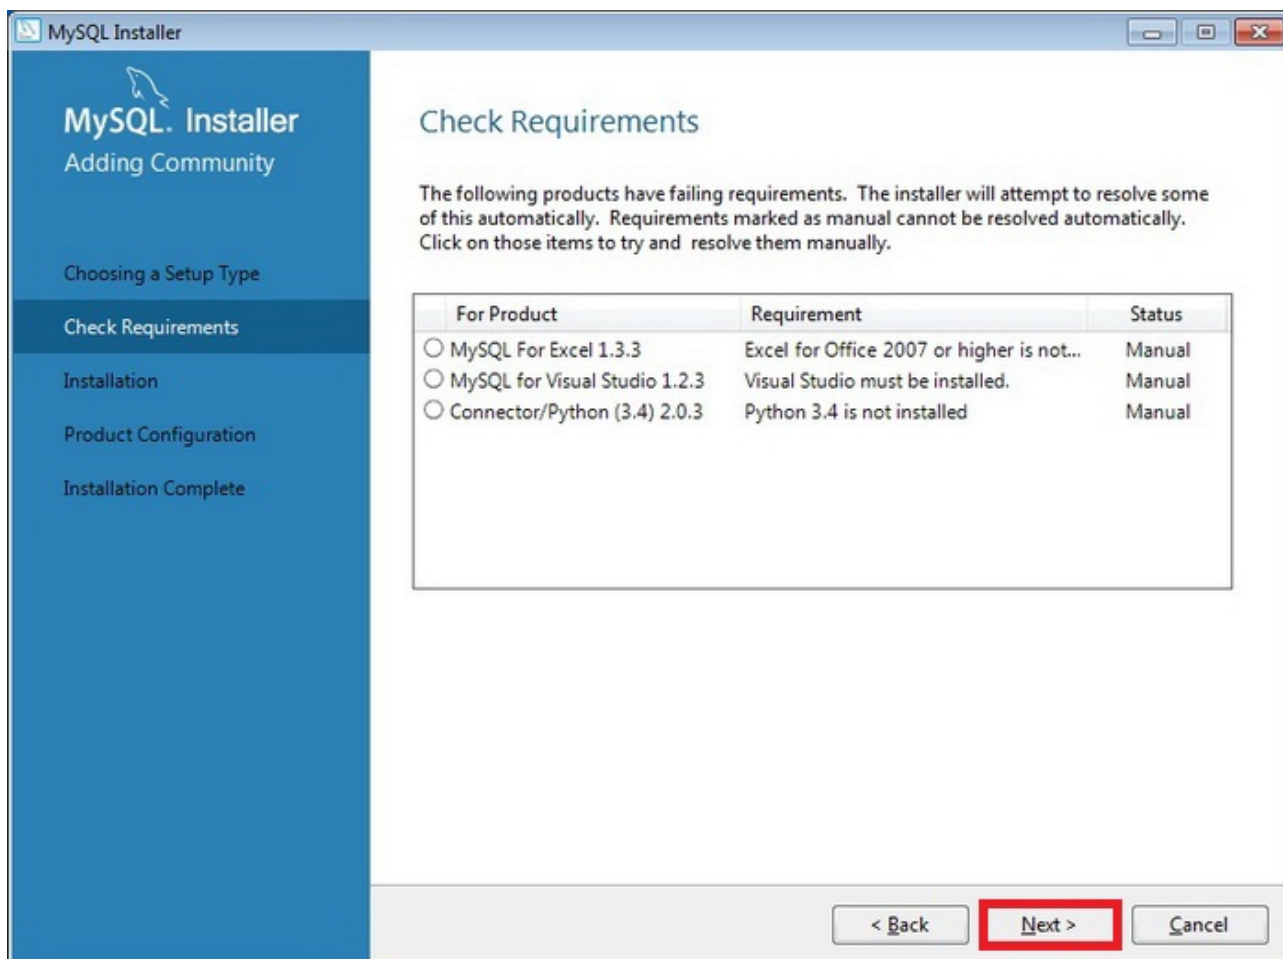 MySQL Installer
MySQL. Installer
Adding Community
Choosing a Setup Type
Check Requirements
Installation
Product Configuration
Installation Complete
Check Requirements
The following products have failing requirements. The installer will attempt to resolve some
of this automatically. Requirements marked as manual cannot be resolved automatically.
Click on those items to try and resolve them manually.
For Product Requirement Status
MySQL For Excel 1.3.3 Excel for Office 2007 or higher is not... Manual
MySQL for Visual Studio 1.2.3 Visual Studio must be installed. Manual
Connector/Python (3.4) 2.0.3 Python 3.4 is not installed Manual
< Back Next > Cancel